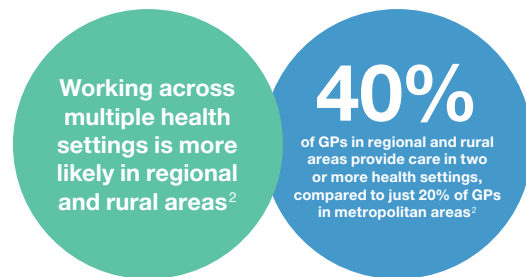 Working across
multiple health
settings is more
likely in regional
and rural areas²
40%
of GPs in regional and rural
areas provide care in two
or more health settings,
compared to just 20% of GPs
in metropolitan areas²